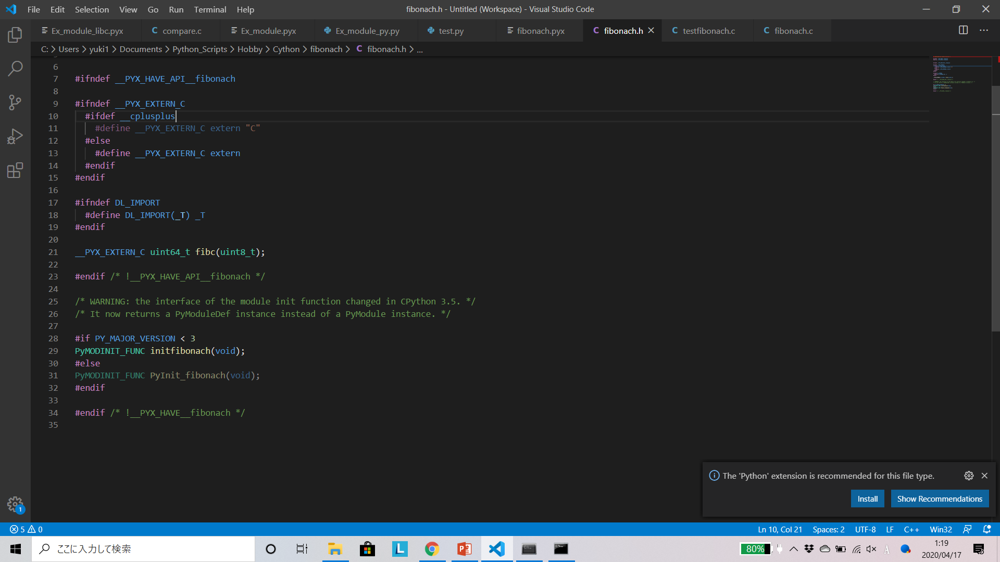 File Edit Selection View Go Run Terminal Help
fibonach.h - Untitled (Workspace) - Visual Studio Code
Ex_module_libc.pyx compare.c Ex_module.pyx Ex_module_py.py test.py fibonach.pyx fibonach.h testfibonach.c fibonach.c
C: > Users > yuki1 > Documents > Python_Scripts > Hobby > Cython > fibonach > C fibonach.h > ...
6
7 #ifndef __PYX_HAVE_API__fibonach
8
9 #ifndef __PYX_EXTERN_C
10 #ifdef __cplusplus
11 #define __PYX_EXTERN_C extern "C"
12 #else
13 #define __PYX_EXTERN_C extern
14 #endif
15 #endif
16
17 #ifndef DL_IMPORT
18 #define DL_IMPORT(_T) _T
19 #endif
20
21 __PYX_EXTERN_C uint64_t fibc(uint8_t);
22
23 #endif /* !__PYX_HAVE_API__fibonach */
24
25 /* WARNING: the interface of the module init function changed in CPython 3.5. */
26 /* It now returns a PyModuleDef instance instead of a PyModule instance. */
27
28 #if PY_MAJOR_VERSION < 3
29 PyMODINIT_FUNC initfibonach(void);
30 #else
31 PyMODINIT_FUNC PyInit_fibonach(void);
32 #endif
33
34 #endif /* !__PYX_HAVE__fibonach */
35
The 'Python' extension is recommended for this file type.
Install Show Recommendations
1
5 0 Ln 10, Col 21 Spaces: 2 UTF-8 LF C++ Win32
ここに入力して検索
80%
A
1:19
2020/04/17